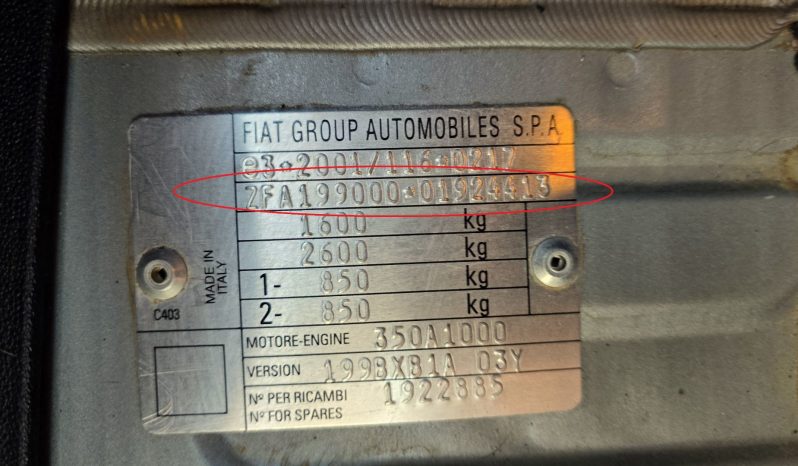 FIAT GROUP AUTOMOBILES S.P.A
e3*2001/116*0217
ZFA199000*01924413
1600 kg
2600 kg
1- 850 kg
2- 850 kg
MADE IN
ITALY
C403
MOTORE-ENGINE 350A1000
VERSION 199BXB1A 03Y
Nº PER RICAMBI 1922885
Nº FOR SPARES